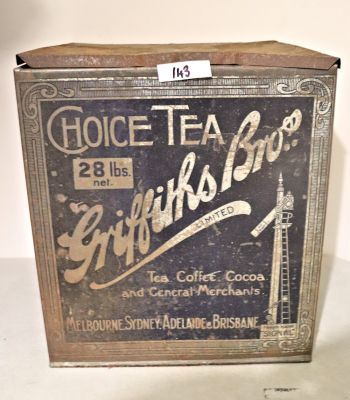 143
CHOICE TEA
28 lbs.
net.
Griffiths Bros
LIMITED
Tea, Coffee, Cocoa
and General Merchants.
MELBOURNE, SYDNEY, ADELAIDE & BRISBANE
SIGNAL